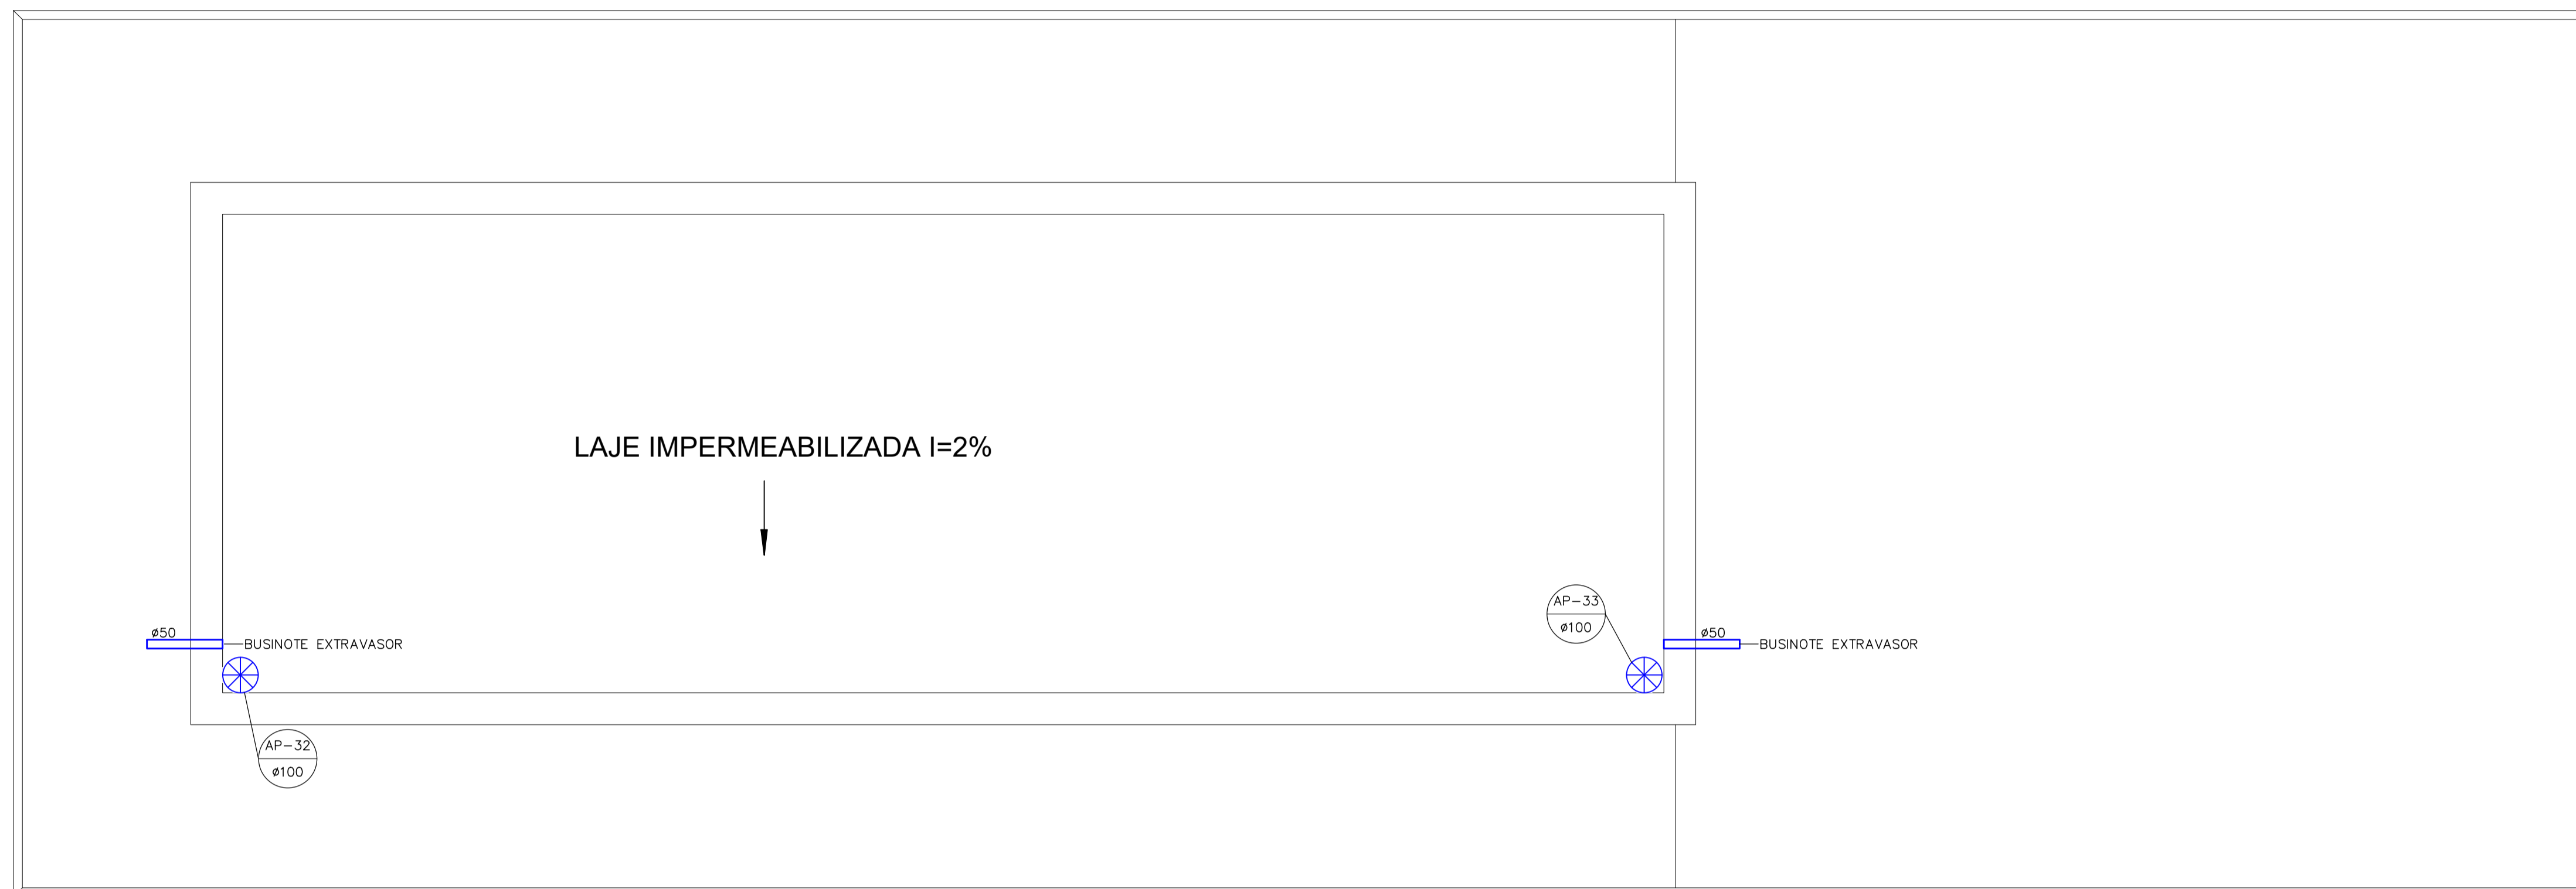 LAJE IMPERMEABILIZADA I=2%
AP-33
ø100
ø50
BUSINOTE EXTRAVASOR
ø50
BUSINOTE EXTRAVASOR
AP-32
ø100